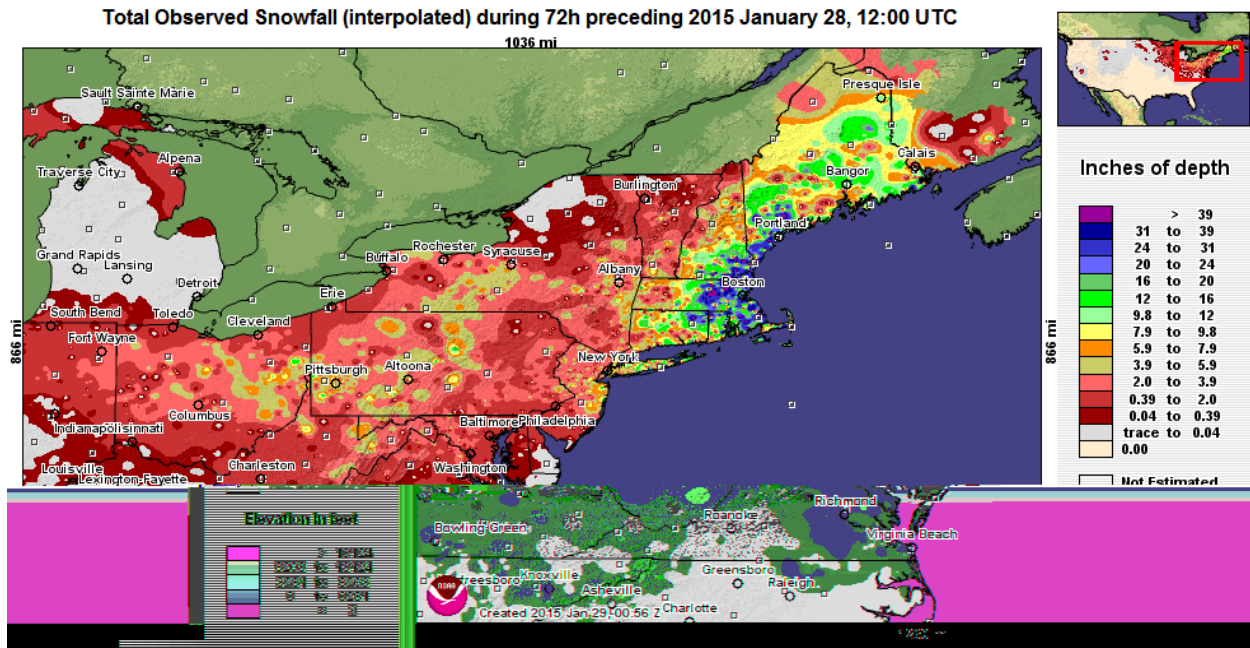 Total Observed Snowfall (interpolated) during 72h preceding 2015 January 28, 12:00 UTC
1036 mi
Sault Sainte Marie
Presque Isle
Alpena
Traverse City
Calais
Bangor
Burlington
Portland
Grand Rapids
Lansing
Rochester
Syracuse
Buffalo
Albany
Detroit
Boston
Erie
South Bend
Toledo
Cleveland
Fort Wayne
866 mi
866 mi
New York
Pittsburgh
Altoona
Columbus
Baltimore
Philadelphia
Indianapolis
innati
Washington
Louisville
Charleston
Lexington-Fayette
Inches of depth
> 39
31 to 39
24 to 31
20 to 24
16 to 20
12 to 16
9.8 to 12
7.9 to 9.8
5.9 to 7.9
3.9 to 5.9
2.0 to 3.9
0.39 to 2.0
0.04 to 0.39
trace to 0.04
0.00
Not Estimated
Elevation in feet
Richmond
Roanoke
Bowling Green
Virginia Beach
freesboro
Knoxville
Greensboro
Raleigh
Asheville
Charlotte
NOAA
Created 2015 Jan 29, 00:56 Z